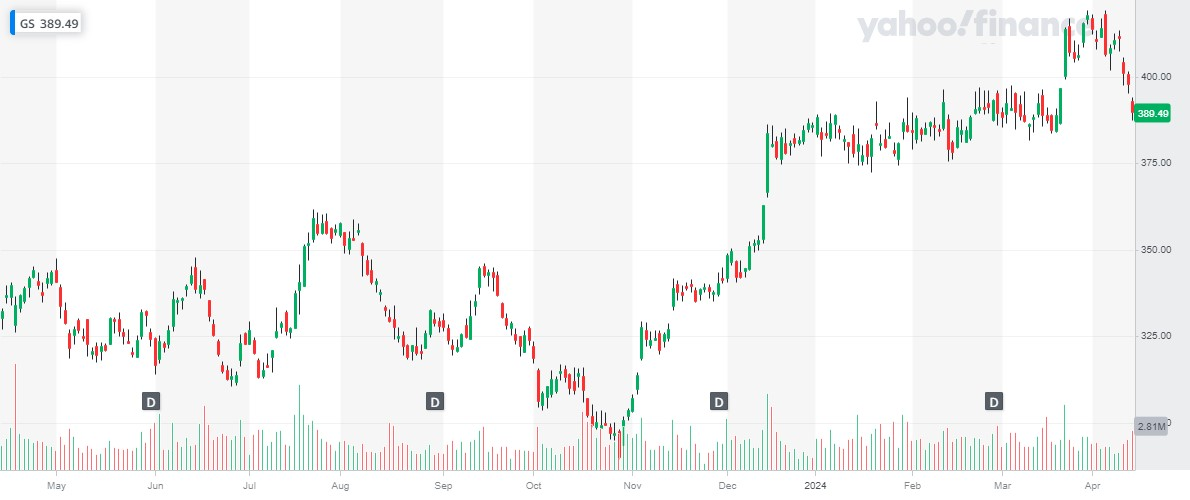 GS 389.49
yahoo!finance
400.00
389.49
375.00
350.00
325.00
D
D
D
D
2.81M
May
Jun
Jul
Aug
Sep
Oct
Nov
Dec
2024
Feb
Mar
Apr